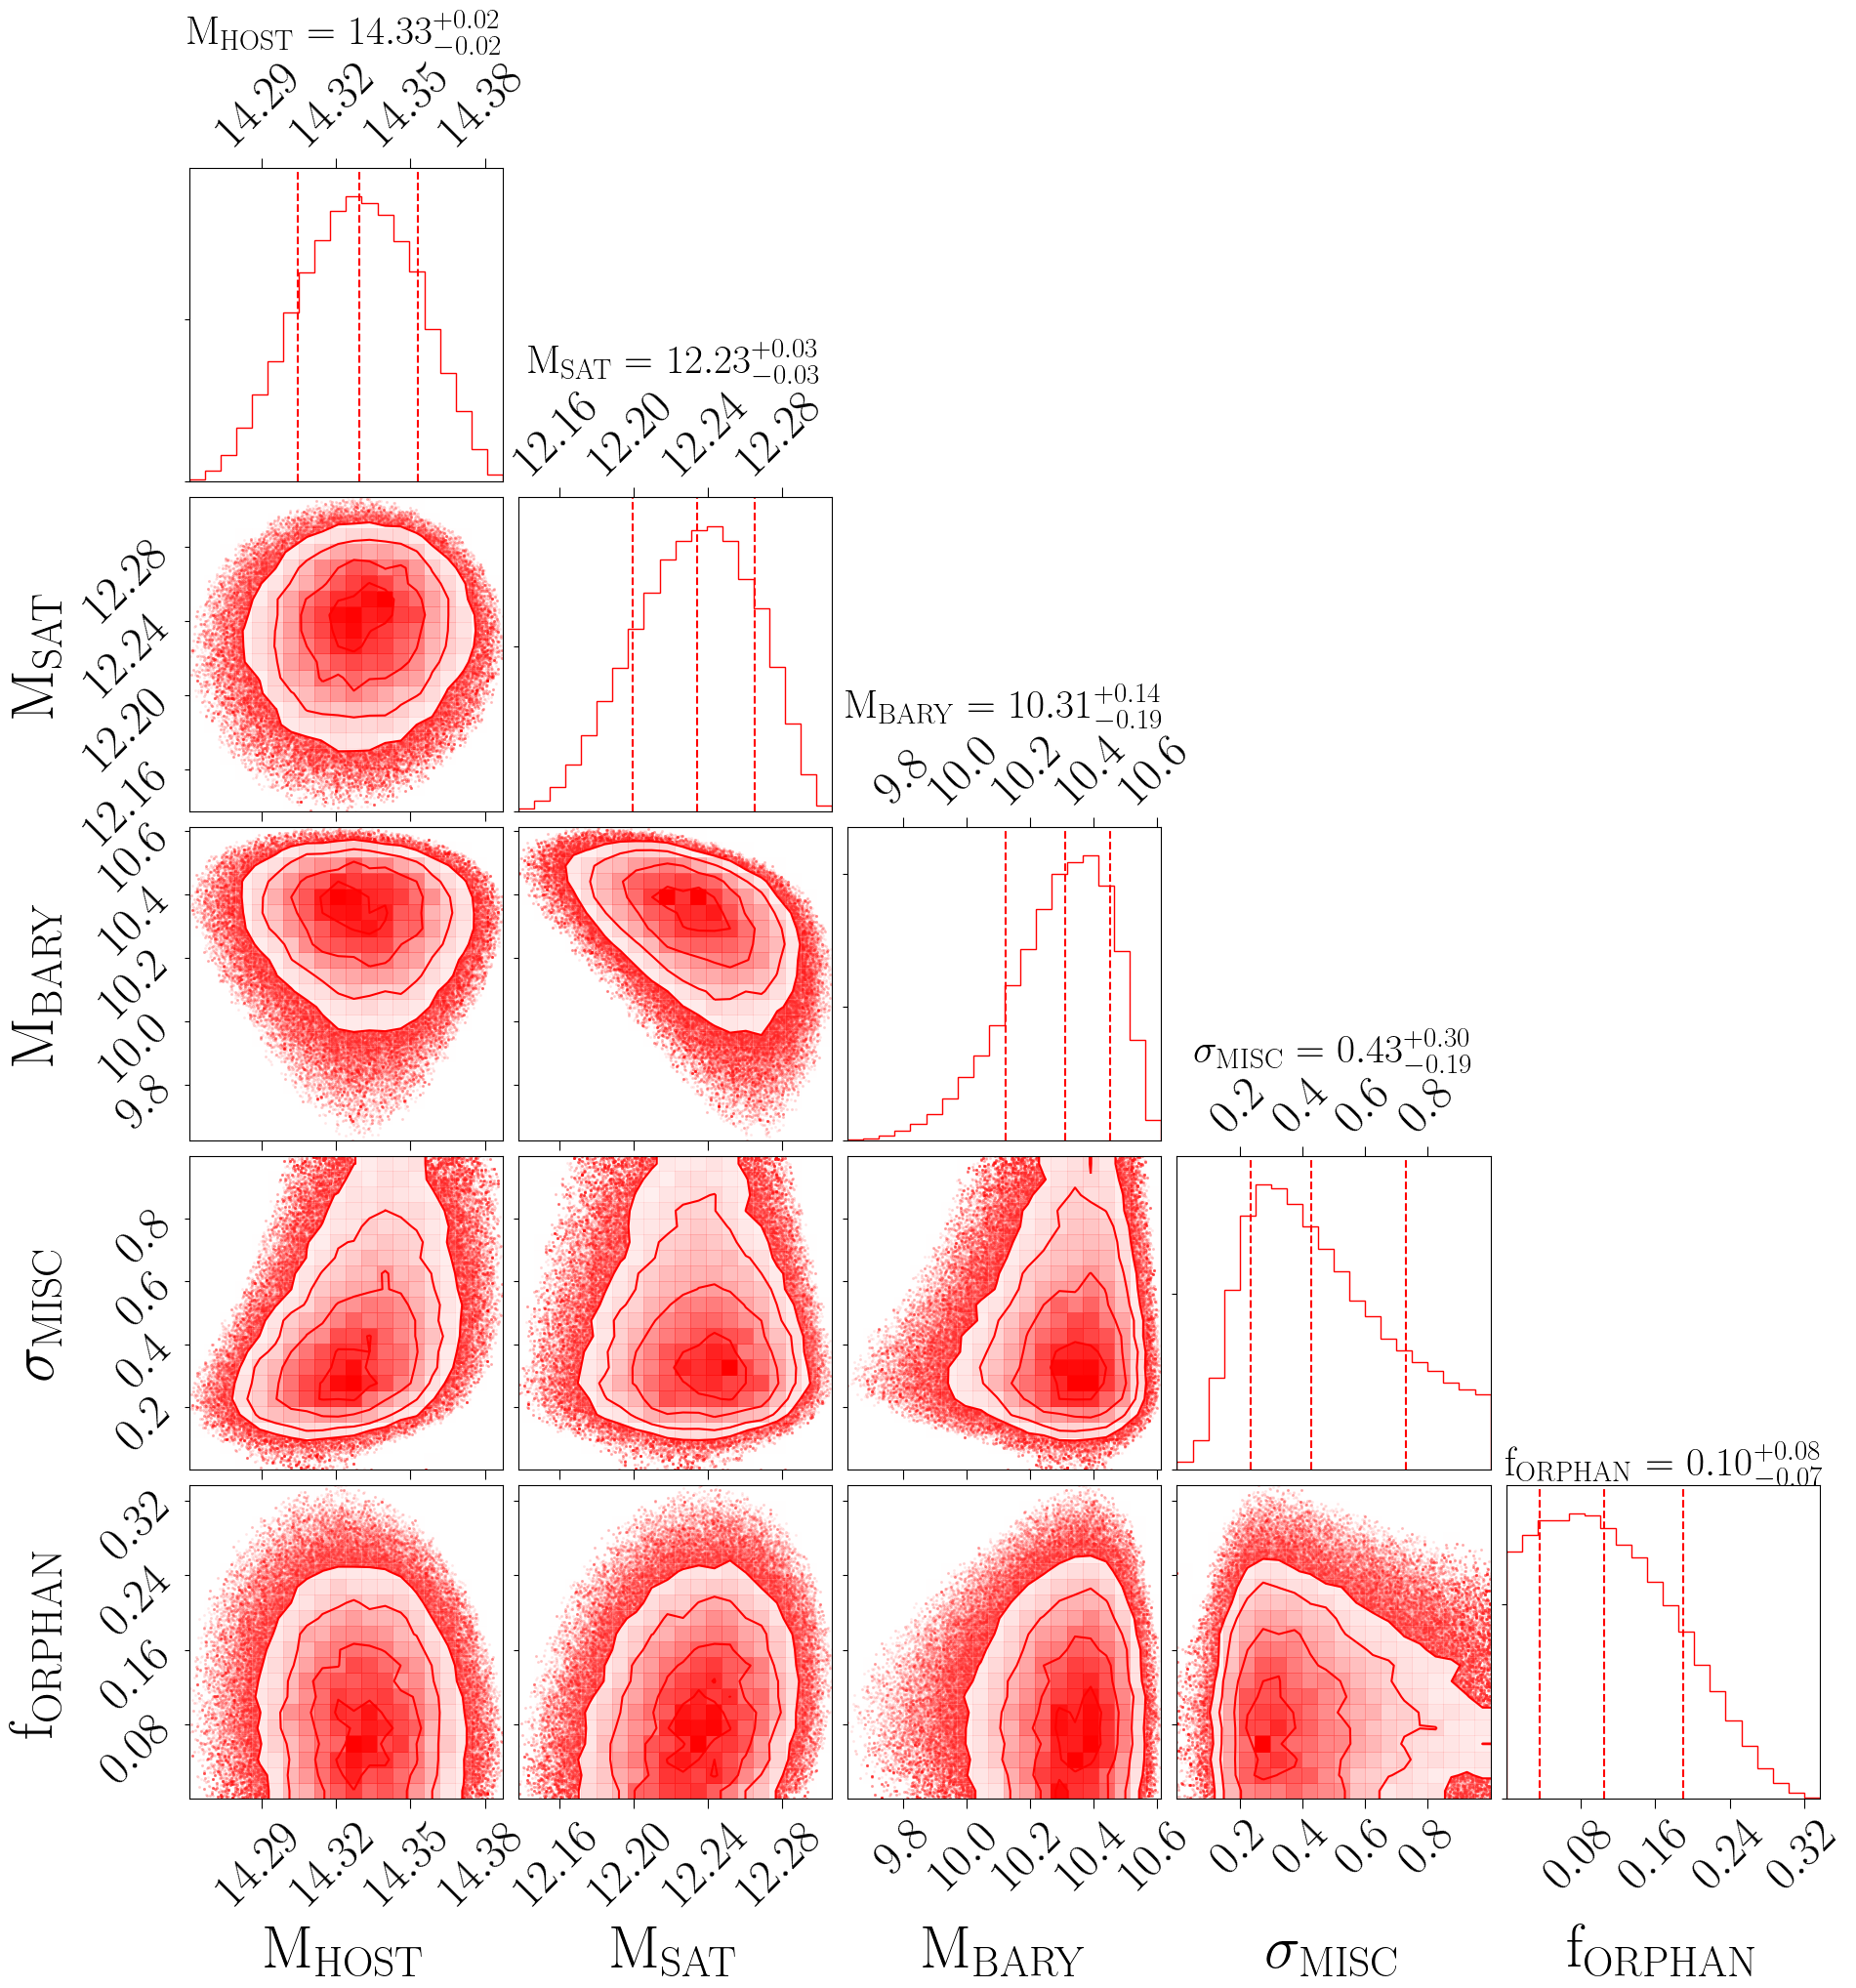 M_HOST = 14.33^{+0.02}_{−0.02}
14.29 14.32 14.35 14.38
M_SAT = 12.23^{+0.03}_{−0.03}
12.16 12.20 12.24 12.28
M_SAT
12.28
12.24
12.20
12.16
M_BARY = 10.31^{+0.14}_{−0.19}
9.8 10.0 10.2 10.4 10.6
M_BARY
10.6
10.4
10.2
10.0
9.8
σ_MISC = 0.43^{+0.30}_{−0.19}
0.2 0.4 0.6 0.8
σ_MISC
0.8
0.6
0.4
0.2
f_ORPHAN = 0.10^{+0.08}_{−0.07}
f_ORPHAN
0.32
0.24
0.16
0.08
14.29 14.32 14.35 14.38 12.16 12.20 12.24 12.28 9.8 10.0 10.2 10.4 10.6 0.2 0.4 0.6 0.8 0.08 0.16 0.24 0.32
M_HOST M_SAT M_BARY σ_MISC f_ORPHAN